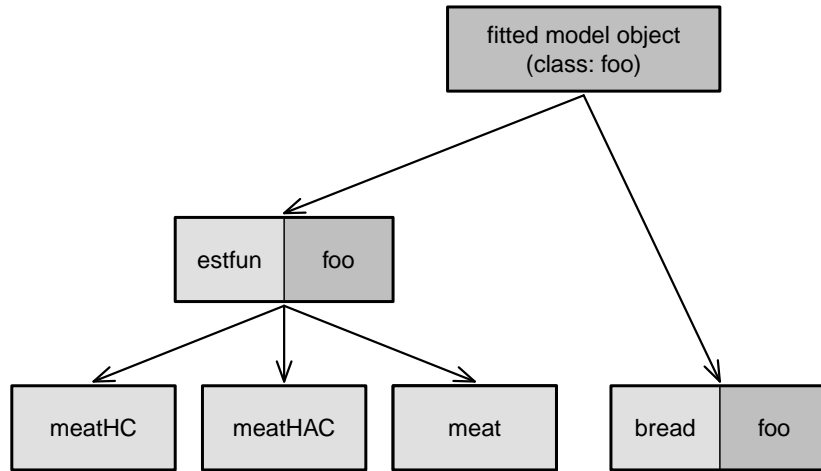 fitted model object
(class: foo)
estfun foo
meatHC meatHAC meat bread foo